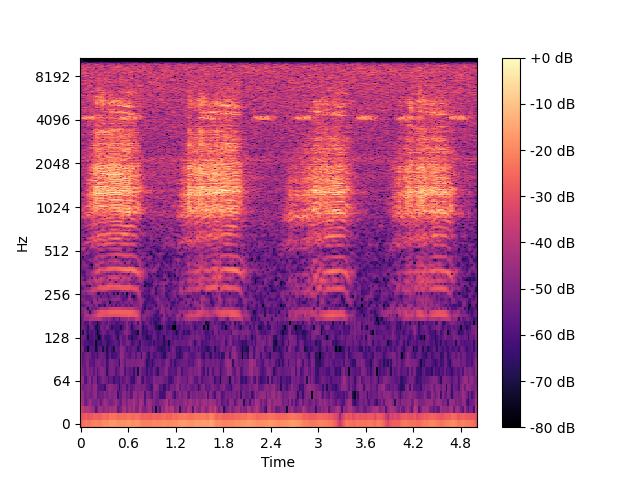 8192
4096
2048
1024
512
256
128
64
0
Hz
0
0.6
1.2
1.8
2.4
3
3.6
4.2
4.8
Time
+0 dB
-10 dB
-20 dB
-30 dB
-40 dB
-50 dB
-60 dB
-70 dB
-80 dB